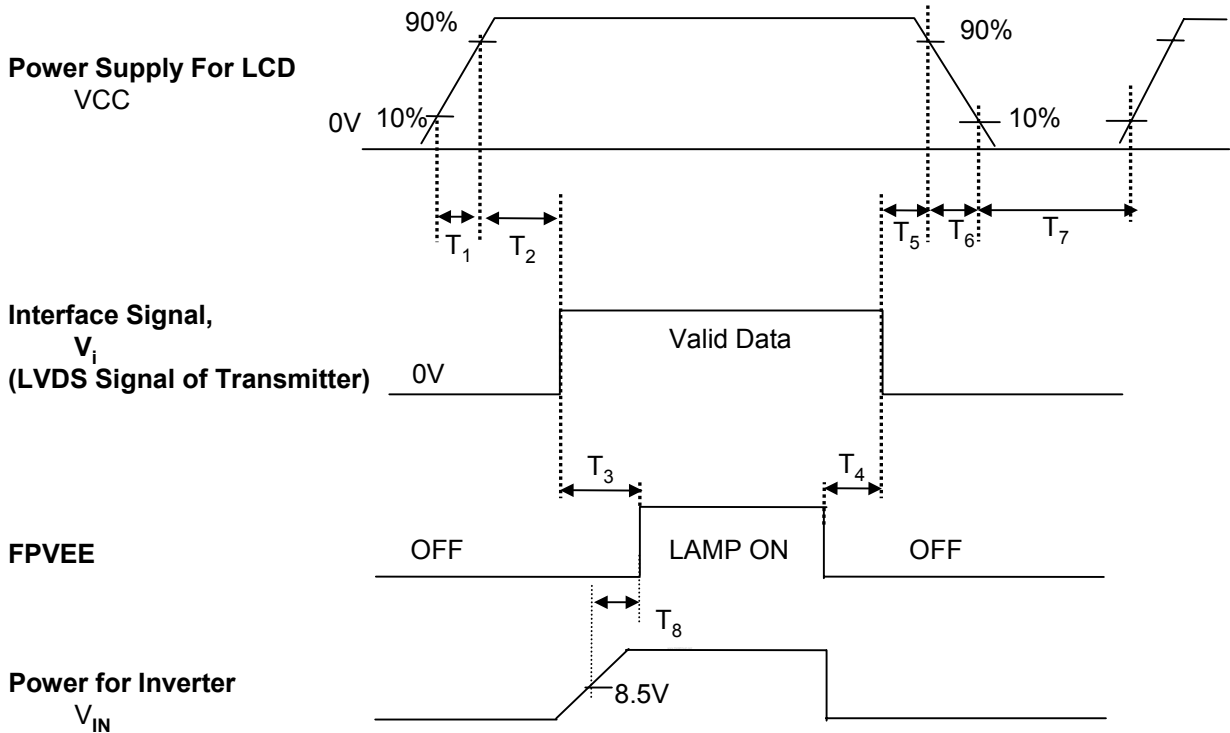 90%
90%
Power Supply For LCD
VCC
0V
10%
10%
T1
T2
T5
T6
T7
Interface Signal,
Vi
(LVDS Signal of Transmitter)
0V
Valid Data
T3
T4
FPVEE
OFF
LAMP ON
OFF
T8
Power for Inverter
VIN
8.5V